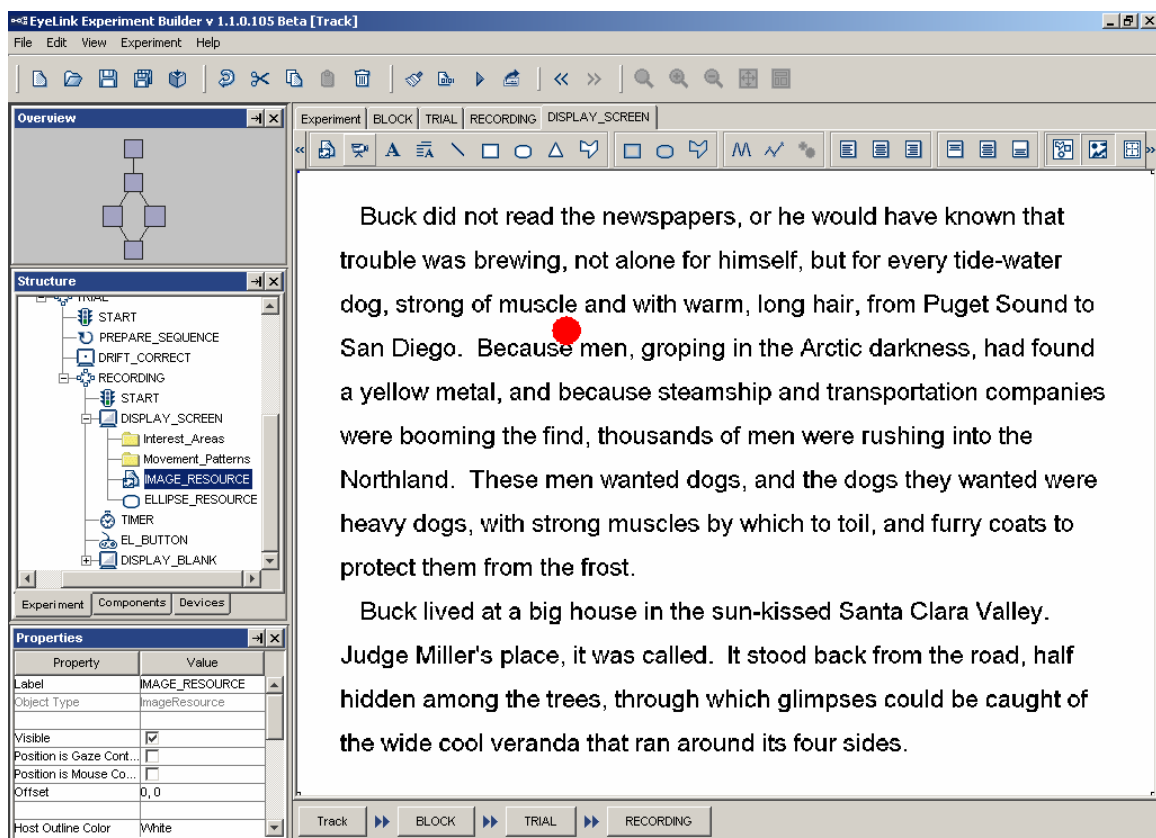 EyeLink Experiment Builder v 1.1.0.105 Beta [Track]
File Edit View Experiment Help
Overview
Structure
TRIAL
START
PREPARE_SEQUENCE
DRIFT_CORRECT
RECORDING
START
DISPLAY_SCREEN
Interest_Areas
Movement_Patterns
IMAGE_RESOURCE
ELLIPSE_RESOURCE
TIMER
EL_BUTTON
DISPLAY_BLANK
Experiment Components Devices
Properties
Property Value
Label IMAGE_RESOURCE
Object Type ImageResource
Visible
Position is Gaze Cont...
Position is Mouse Co...
Offset 0, 0
Host Outline Color White
Experiment BLOCK TRIAL RECORDING DISPLAY_SCREEN
Buck did not read the newspapers, or he would have known that
trouble was brewing, not alone for himself, but for every tide-water
dog, strong of muscle and with warm, long hair, from Puget Sound to
San Diego. Because men, groping in the Arctic darkness, had found
a yellow metal, and because steamship and transportation companies
were booming the find, thousands of men were rushing into the
Northland. These men wanted dogs, and the dogs they wanted were
heavy dogs, with strong muscles by which to toil, and furry coats to
protect them from the frost.
Buck lived at a big house in the sun-kissed Santa Clara Valley.
Judge Miller's place, it was called. It stood back from the road, half
hidden among the trees, through which glimpses could be caught of
the wide cool veranda that ran around its four sides.
Track BLOCK TRIAL RECORDING